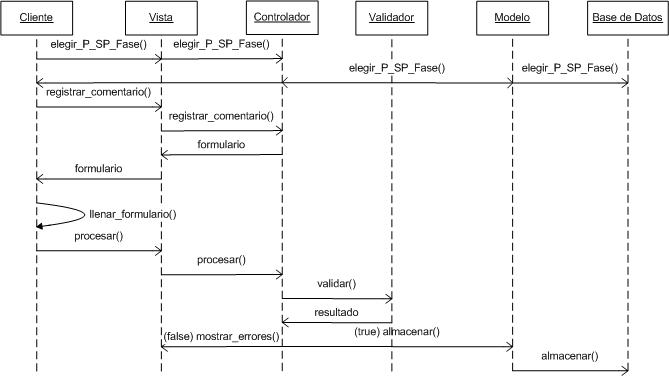 Cliente
Vista
Controlador
Validador
Modelo
Base de Datos
elegir_P_SP_Fase()
elegir_P_SP_Fase()
elegir_P_SP_Fase()
elegir_P_SP_Fase()
registrar_comentario()
registrar_comentario()
formulario
formulario
llenar_formulario()
procesar()
procesar()
validar()
resultado
(false) mostrar_errores()
(true) almacenar()
almacenar()